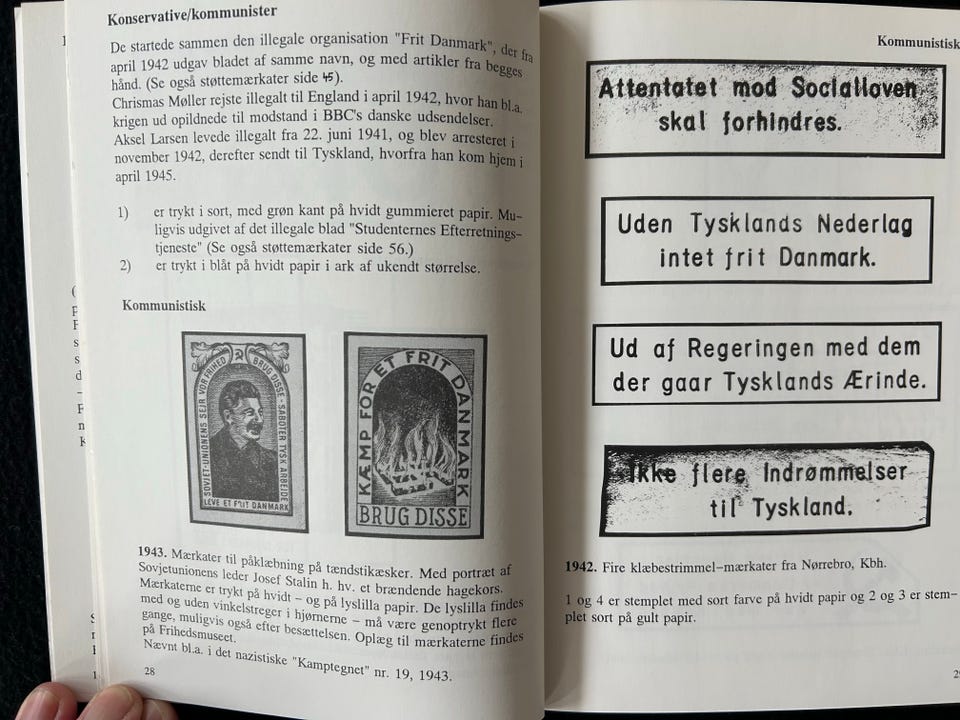 Konservative/kommunister
De startede sammen den illegale organisation "Frit Danmark", der fra
april 1942 udgav bladet af samme navn, og med artikler fra begges
hånd. (Se også støttemærkater side 45).
Chrismas Møller rejste illegalt til England i april 1942, hvor han bl.a.
krigen ud opildnede til modstand i BBC's danske udsendelser.
Aksel Larsen levede illegalt fra 22. juni 1941, og blev arresteret i
november 1942, derefter sendt til Tyskland, hvorfra han kom hjem i
april 1945.
1) er trykt i sort, med grøn kant på hvidt gummieret papir. Mu-
ligvis udgivet af det illegale blad "Studenternes Efterretnings-
tjeneste" (Se også støttemærkater side 56.)
2) er trykt i blåt på hvidt papir i ark af ukendt størrelse.
Kommunistisk
SOVJET-UNIONENS SEJR VOR FRIHED
BRUG DISSE - SABOTER TYSK ARBEJDE
LEVE ET FRIT DANMARK
KÆMP FOR ET FRIT DANMARK
BRUG DISSE
1943. Mærkater til påklæbning på tændstikæsker. Med portræt af
Sovjetunionens leder Josef Stalin h. hv. et brændende hagekors.
Mærkaterne er trykt på hvidt - og på lyslilla papir. De lyslilla findes
med og uden vinkelstreger i hjørnerne - må være genoptrykt flere
gange, muligvis også efter besættelsen. Oplæg til mærkaterne findes
på Frihedsmuseet.
Nævnt bl.a. i det nazistiske "Kamptegnet" nr. 19, 1943.
28
Kommunistisk
Attentatet mod Socialloven
skal forhindres.
Uden Tysklands Nederlag
intet frit Danmark.
Ud af Regeringen med dem
der gaar Tysklands Ærinde.
Ikke flere Indrømmelser
til Tyskland.
1942. Fire klæbestrimmel-mærkater fra Nørrebro, Kbh.
1 og 4 er stemplet med sort farve på hvidt papir og 2 og 3 er stem-
plet sort på gult papir.